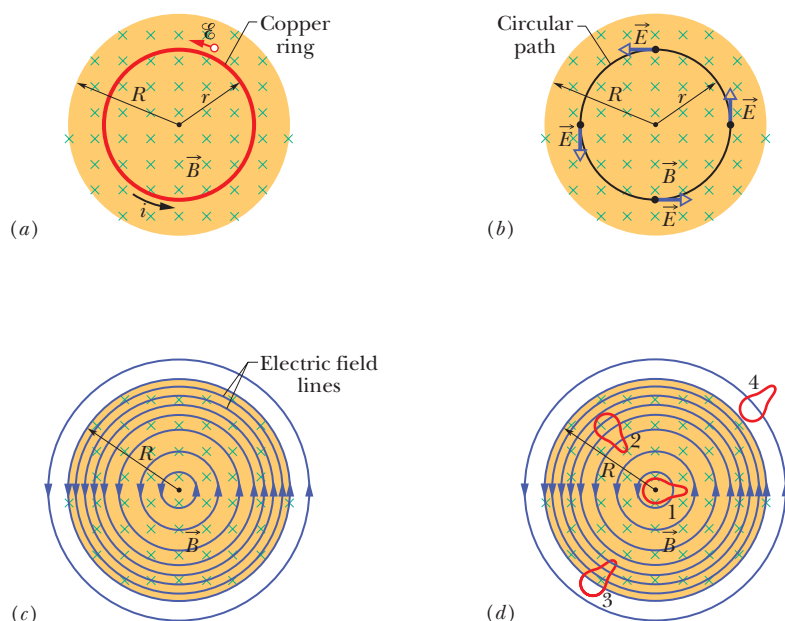 ℰ
Copper
ring
R
r
B
i
(a)
Circular
path
E
R
r
E
E
B
E
(b)
Electric field
lines
R
B
(c)
4
2
R
1
B
3
(d)